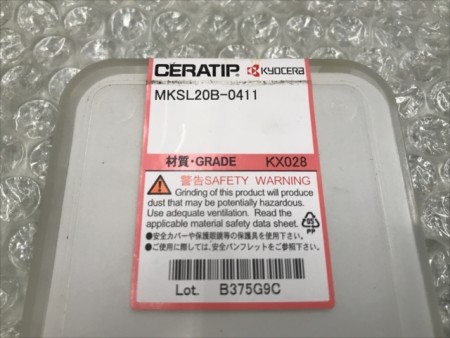 CERATIP. KYOCERA
MKSL20B-0411
材質・GRADE KX028
警告SAFETY WARNING
Grinding of this product will produce
dust that may be potentially hazardous.
Use adequate ventilation. Read the
applicable material safety data sheet.
05
PP
●安全カバーや保護眼鏡等の保護具を使用下さい。
●ご使用に際しては、安全パンフレットをご参照下さい。
Lot. B375G9C